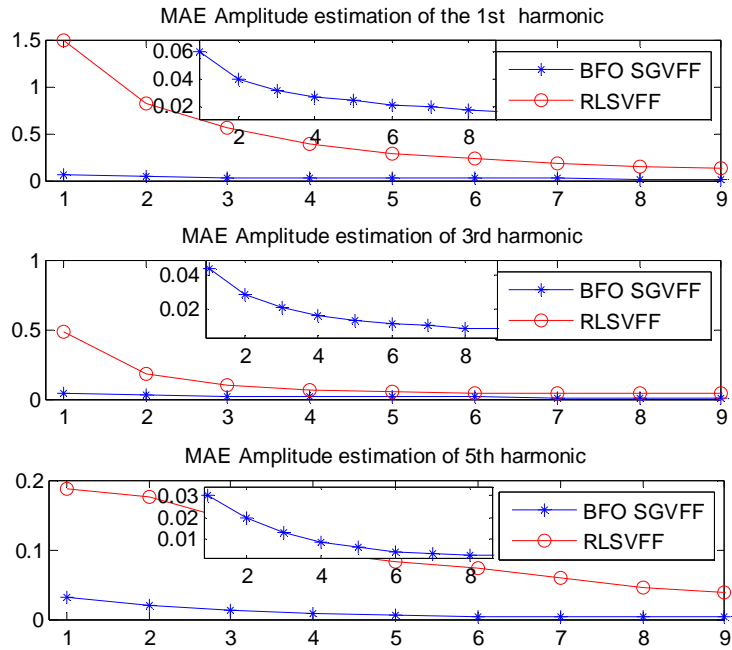 MAE Amplitude estimation of the 1st harmonic
1.5
1
0.5
0
0.06
0.04
0.02
2 4 6 8
BFO SGVFF
RLSVFF
1 2 3 4 5 6 7 8 9
MAE Amplitude estimation of 3rd harmonic
1
0.5
0
0.04
0.02
2 4 6 8
BFO SGVFF
RLSVFF
1 2 3 4 5 6 7 8 9
MAE Amplitude estimation of 5th harmonic
0.2
0.1
0
0.03
0.02
0.01
2 4 6 8
BFO SGVFF
RLSVFF
1 2 3 4 5 6 7 8 9